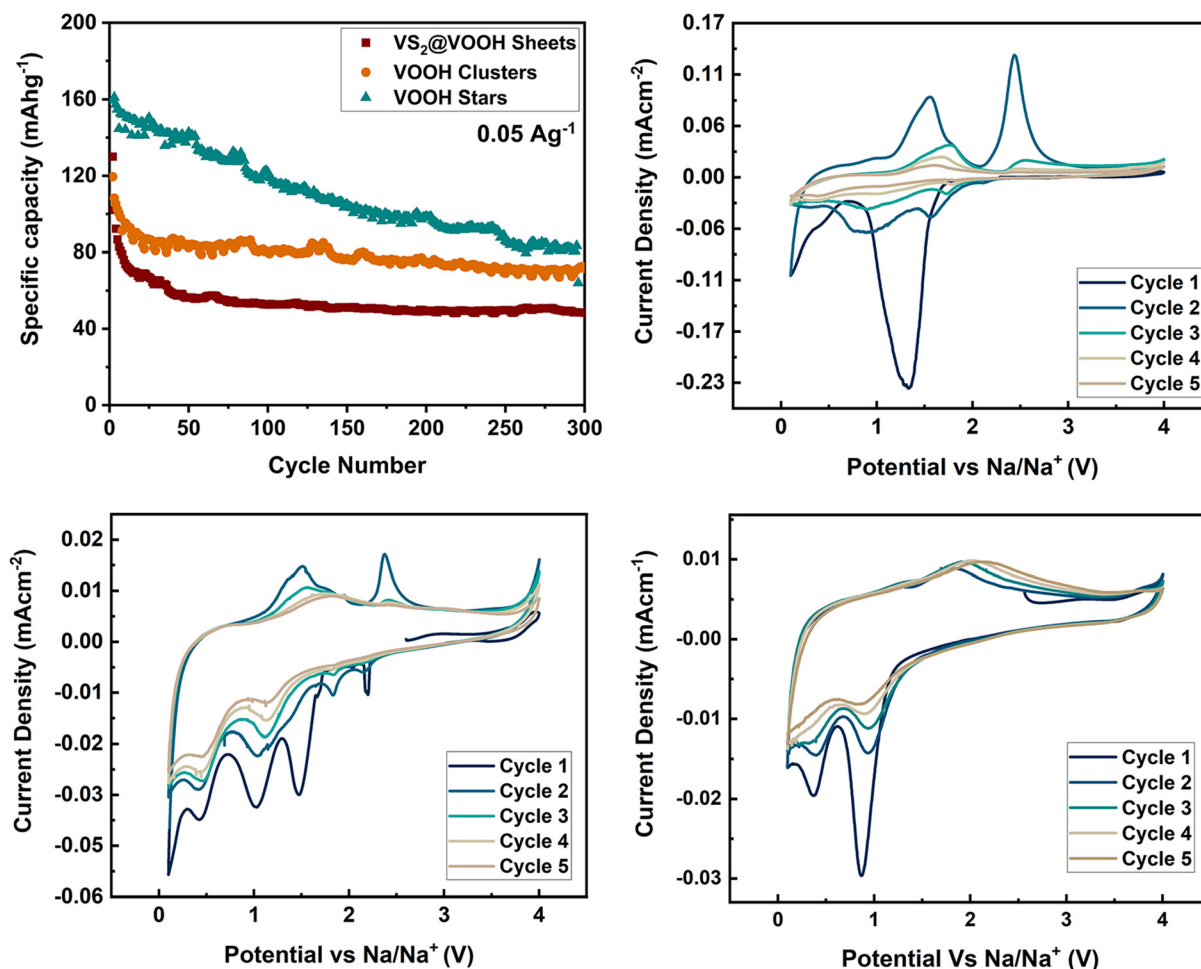 200
160
120
80
40
0
Specific capacity (mAhg⁻¹)
VS₂@VOOH Sheets
VOOH Clusters
VOOH Stars
0.05 Ag⁻¹
0 50 100 150 200 250 300
Cycle Number
0.17
0.11
0.06
0.00
-0.06
-0.11
-0.17
-0.23
Current Density (mAcm⁻²)
Cycle 1
Cycle 2
Cycle 3
Cycle 4
Cycle 5
0 1 2 3 4
Potential vs Na/Na⁺ (V)
0.02
0.01
0.00
-0.01
-0.02
-0.03
-0.05
-0.06
Current Density (mAcm⁻²)
Cycle 1
Cycle 2
Cycle 3
Cycle 4
Cycle 5
0 1 2 3 4
Potential vs Na/Na⁺ (V)
0.01
-0.00
-0.01
-0.02
-0.03
Current Density (mAcm⁻¹)
Cycle 1
Cycle 2
Cycle 3
Cycle 4
Cycle 5
0 1 2 3 4
Potential Vs Na/Na⁺ (V)